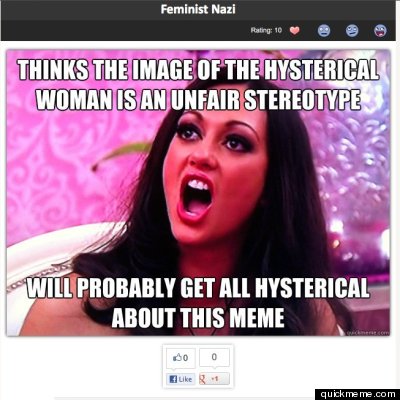 Feminist Nazi
Rating: 10
THINKS THE IMAGE OF THE HYSTERICAL
WOMAN IS AN UNFAIR STEREOTYPE
WILL PROBABLY GET ALL HYSTERICAL
ABOUT THIS MEME
quickmeme.com
0 0
Like +1
quickmeme.com